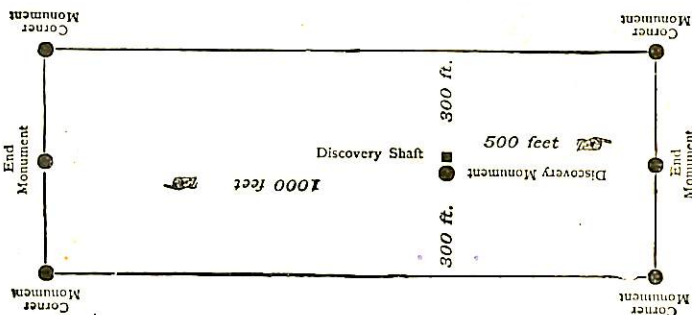 Corner
Monument
Corner
Monument
300 ft.
End
Monument
Discovery Shaft
500 feet
End
Monument
Discovery Monument
1000 feet
300 ft.
Corner
Monument
Corner
Monument